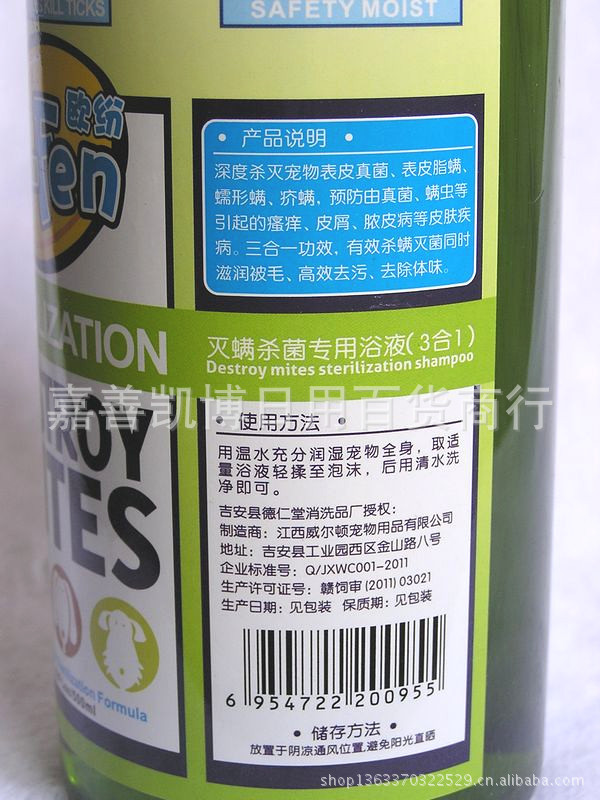 KILL TICKS
SAFETY MOIST
欧纷
Fen
· 产品说明 ·
深度杀灭宠物表皮真菌、表皮脂螨、
蠕形螨、疥螨，预防由真菌、螨虫等
引起的瘙痒、皮屑、脓皮病等皮肤疾
病。三合一功效，有效杀螨灭菌同时
滋润被毛、高效去污、去除体味。
LIZATION
灭螨杀菌专用浴液(3合1)
Destroy mites sterilization shampoo
嘉善凯博日用百货商行
TROY
TES
· 使用方法 ·
用温水充分润湿宠物全身，取适
量浴液轻揉至泡沫，后用清水洗
净即可。
吉安县德仁堂消洗品厂授权：
制造商：江西威尔顿宠物用品有限公司
地址：吉安县工业园西区金山路八号
企业标准号：Q/JXWC001-2011
生产许可证号：赣饲审(2011)03021
生产日期：见包装 保质期：见包装
6 954722 200955
rilization Formula
500ml
· 储存方法 ·
放置于阴凉通风位置,避免阳光直晒
shop1363370322529.cn.alibaba.com